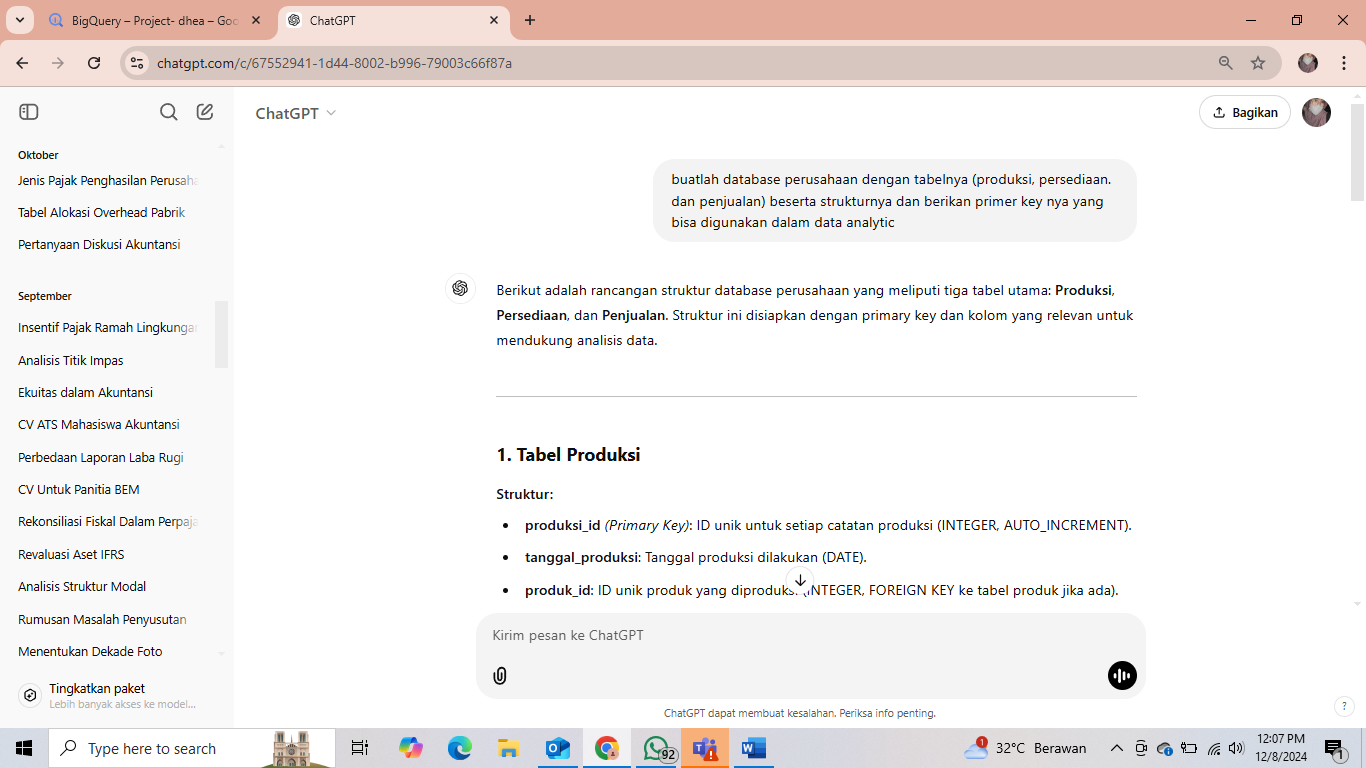 BigQuery – Project- dhea – Goo
ChatGPT
chatgpt.com/c/67552941-1d44-8002-b996-79003c66f87a
ChatGPT
Bagikan
Oktober
Jenis Pajak Penghasilan Perusaha
Tabel Alokasi Overhead Pabrik
Pertanyaan Diskusi Akuntansi
September
Insentif Pajak Ramah Lingkungan
Analisis Titik Impas
Ekuitas dalam Akuntansi
CV ATS Mahasiswa Akuntansi
Perbedaan Laporan Laba Rugi
CV Untuk Panitia BEM
Rekonsiliasi Fiskal Dalam Perpaja
Revaluasi Aset IFRS
Analisis Struktur Modal
Rumusan Masalah Penyusutan
Menentukan Dekade Foto
Tingkatkan paket
Lebih banyak akses ke model...
buatlah database perusahaan dengan tabelnya (produksi, persediaan.
dan penjualan) beserta strukturnya dan berikan primer key nya yang
bisa digunakan dalam data analytic
Berikut adalah rancangan struktur database perusahaan yang meliputi tiga tabel utama: Produksi,
Persediaan, dan Penjualan. Struktur ini disiapkan dengan primary key dan kolom yang relevan untuk
mendukung analisis data.
1. Tabel Produksi
Struktur:
• produksi_id (Primary Key): ID unik untuk setiap catatan produksi (INTEGER, AUTO_INCREMENT).
• tanggal_produksi: Tanggal produksi dilakukan (DATE).
• produk_id: ID unik produk yang diproduksi (INTEGER, FOREIGN KEY ke tabel produk jika ada).
Kirim pesan ke ChatGPT
ChatGPT dapat membuat kesalahan. Periksa info penting.
?
Type here to search
92
1
32°C Berawan
12:07 PM
12/8/2024
1